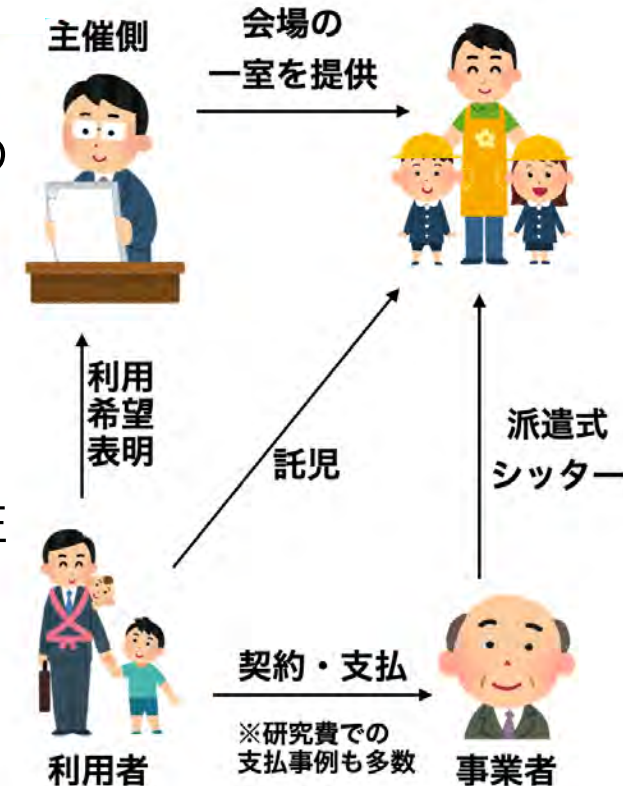 主催側
会場の
一室を提供
の
利用
希望
表明
託児
派遣式
シッター
契約・支払
※研究費での
支払事例も多数
利用者
事業者